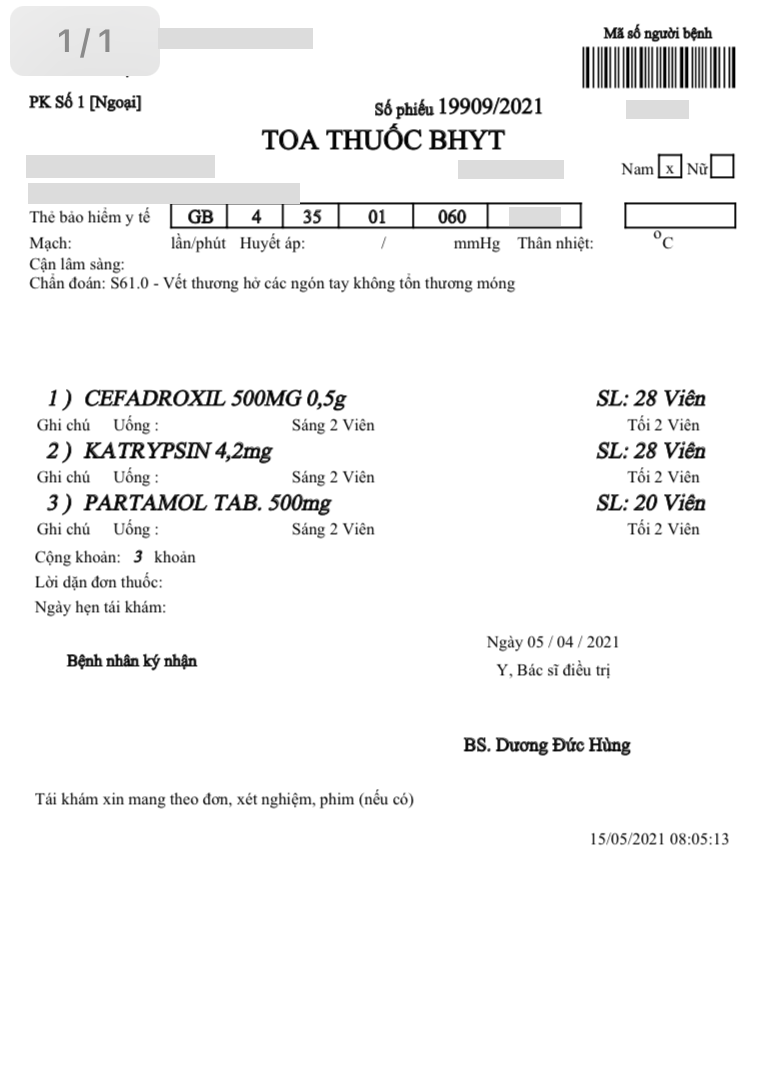 1/1
Mã số người bệnh
PK Số 1 [Ngoại]
Số phiếu 19909/2021
TOA THUỐC BHYT
Nam x Nữ
Thẻ bảo hiểm y tế GB 4 35 01 060
Mạch: lần/phút Huyết áp: / mmHg Thân nhiệt: °C
Cận lâm sàng:
Chẩn đoán: S61.0 - Vết thương hở các ngón tay không tổn thương móng
1 ) CEFADROXIL 500MG 0,5g SL: 28 Viên
Ghi chú Uống : Sáng 2 Viên Tối 2 Viên
2 ) KATRYPSIN 4,2mg SL: 28 Viên
Ghi chú Uống : Sáng 2 Viên Tối 2 Viên
3 ) PARTAMOL TAB. 500mg SL: 20 Viên
Ghi chú Uống : Sáng 2 Viên Tối 2 Viên
Cộng khoản: 3 khoản
Lời dặn đơn thuốc:
Ngày hẹn tái khám:
Ngày 05 / 04 / 2021
Bệnh nhân ký nhận
Y, Bác sĩ điều trị
BS. Dương Đức Hùng
Tái khám xin mang theo đơn, xét nghiệm, phim (nếu có)
15/05/2021 08:05:13